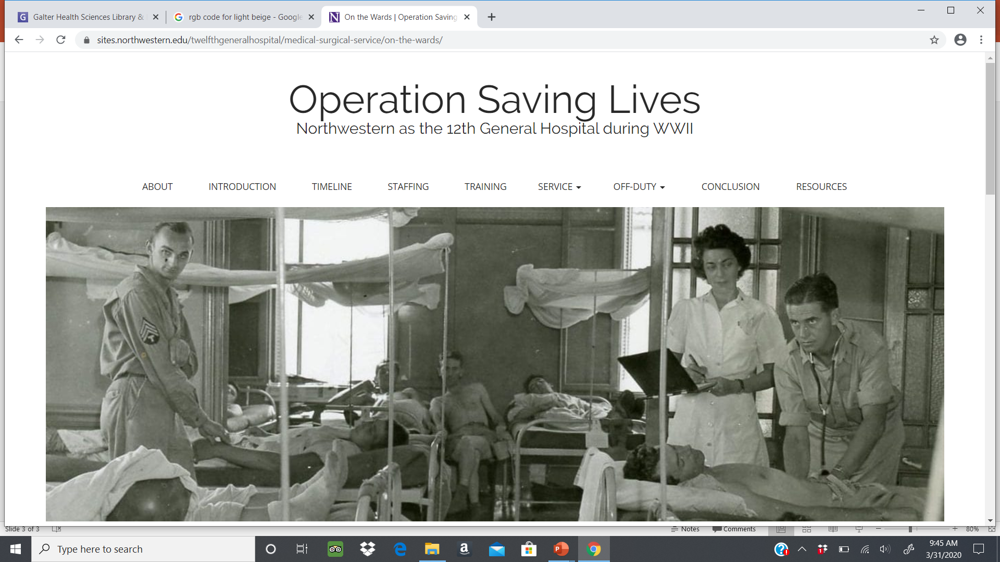 Galter Health Sciences Library &
rgb code for light beige - Google
On the Wards | Operation Saving
sites.northwestern.edu/twelfthgeneralhospital/medical-surgical-service/on-the-wards/
Operation Saving Lives
Northwestern as the 12th General Hospital during WWII
ABOUT INTRODUCTION TIMELINE STAFFING TRAINING SERVICE OFF-DUTY CONCLUSION RESOURCES
Slide 3 of 3 Notes Comments 80%
Type here to search
9:45 AM
3/31/2020